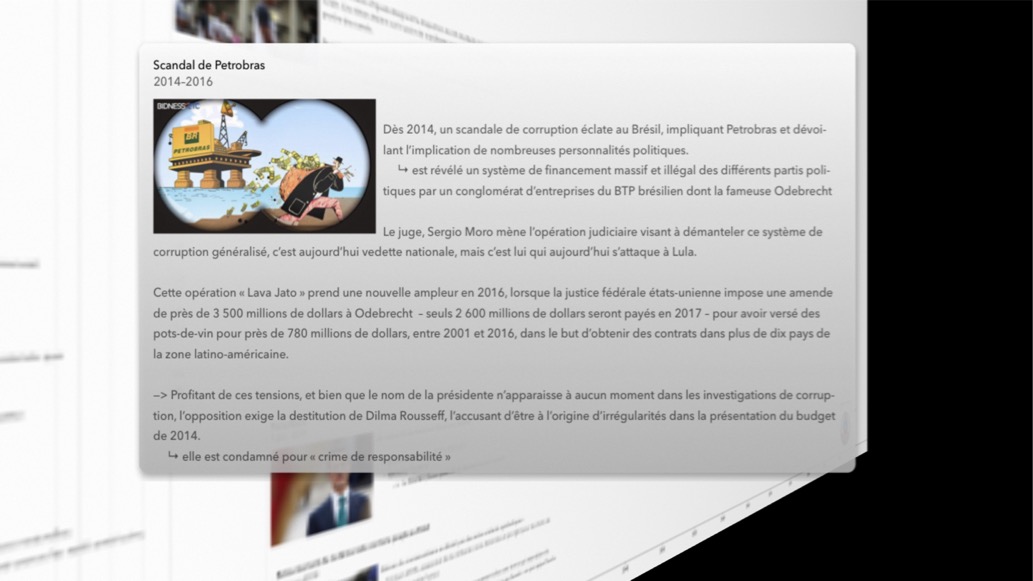 Scandal de Petrobras
2014–2016
BIDNESS
PETROBRAS
Dès 2014, un scandale de corruption éclate au Brésil, impliquant Petrobras et dévoi-
lant l’implication de nombreuses personnalités politiques.
↳ est révélé un système de financement massif et illégal des différents partis poli-
tiques par un conglomérat d’entreprises du BTP brésilien dont la fameuse Odebrecht
Le juge, Sergio Moro mène l’opération judiciaire visant à démanteler ce système de
corruption généralisé, c’est aujourd’hui vedette nationale, mais c’est lui qui aujourd’hui s’attaque à Lula.
Cette opération « Lava Jato » prend une nouvelle ampleur en 2016, lorsque la justice fédérale états-unienne impose une amende
de près de 3 500 millions de dollars à Odebrecht – seuls 2 600 millions de dollars seront payés en 2017 – pour avoir versé des
pots-de-vin pour près de 780 millions de dollars, entre 2001 et 2016, dans le but d’obtenir des contrats dans plus de dix pays de
la zone latino-américaine.
–> Profitant de ces tensions, et bien que le nom de la présidente n’apparaisse à aucun moment dans les investigations de corrup-
tion, l’opposition exige la destitution de Dilma Rousseff, l’accusant d’être à l’origine d’irrégularités dans la présentation du budget
de 2014.
↳ elle est condamné pour « crime de responsabilité »